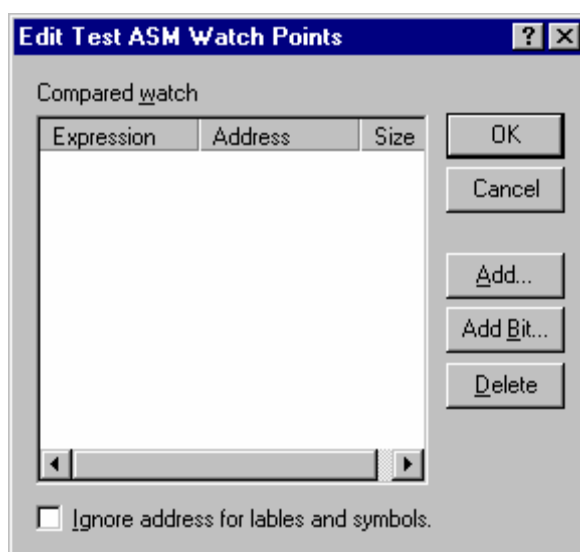 Edit Test ASM Watch Points
Compared watch
Expression Address Size
OK
Cancel
Add...
Add Bit...
Delete
Ignore address for lables and symbols.